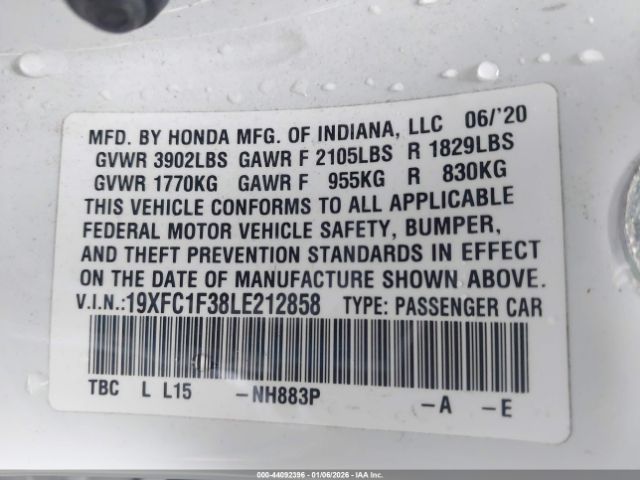 MFD. BY HONDA MFG. OF INDIANA, LLC 06/'20
GVWR 3902LBS GAWR F 2105LBS R 1829LBS
GVWR 1770KG GAWR F 955KG R 830KG
THIS VEHICLE CONFORMS TO ALL APPLICABLE
FEDERAL MOTOR VEHICLE SAFETY, BUMPER,
AND THEFT PREVENTION STANDARDS IN EFFECT
ON THE DATE OF MANUFACTURE SHOWN ABOVE.
V.I.N.:19XFC1F38LE212858 TYPE: PASSENGER CAR
TBC L L15 -NH883P -A -E
000-44092396 - 01/06/2026 - IAAI.com